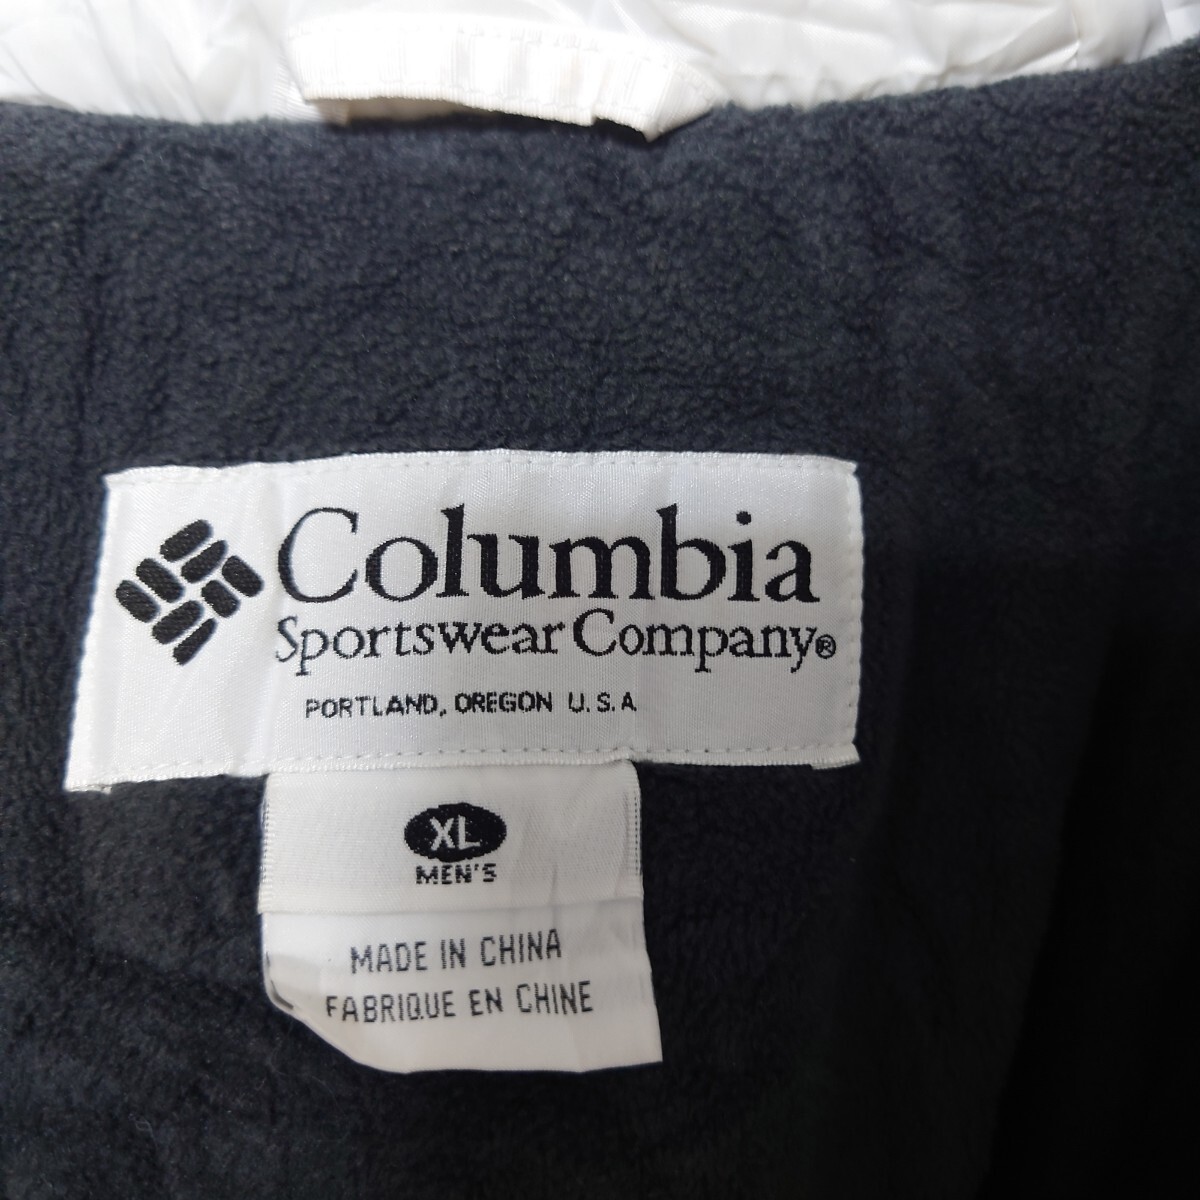 Columbia
Sportswear Company®
PORTLAND, OREGON U.S.A
XL
MEN'S
MADE IN CHINA
FABRIQUE EN CHINE